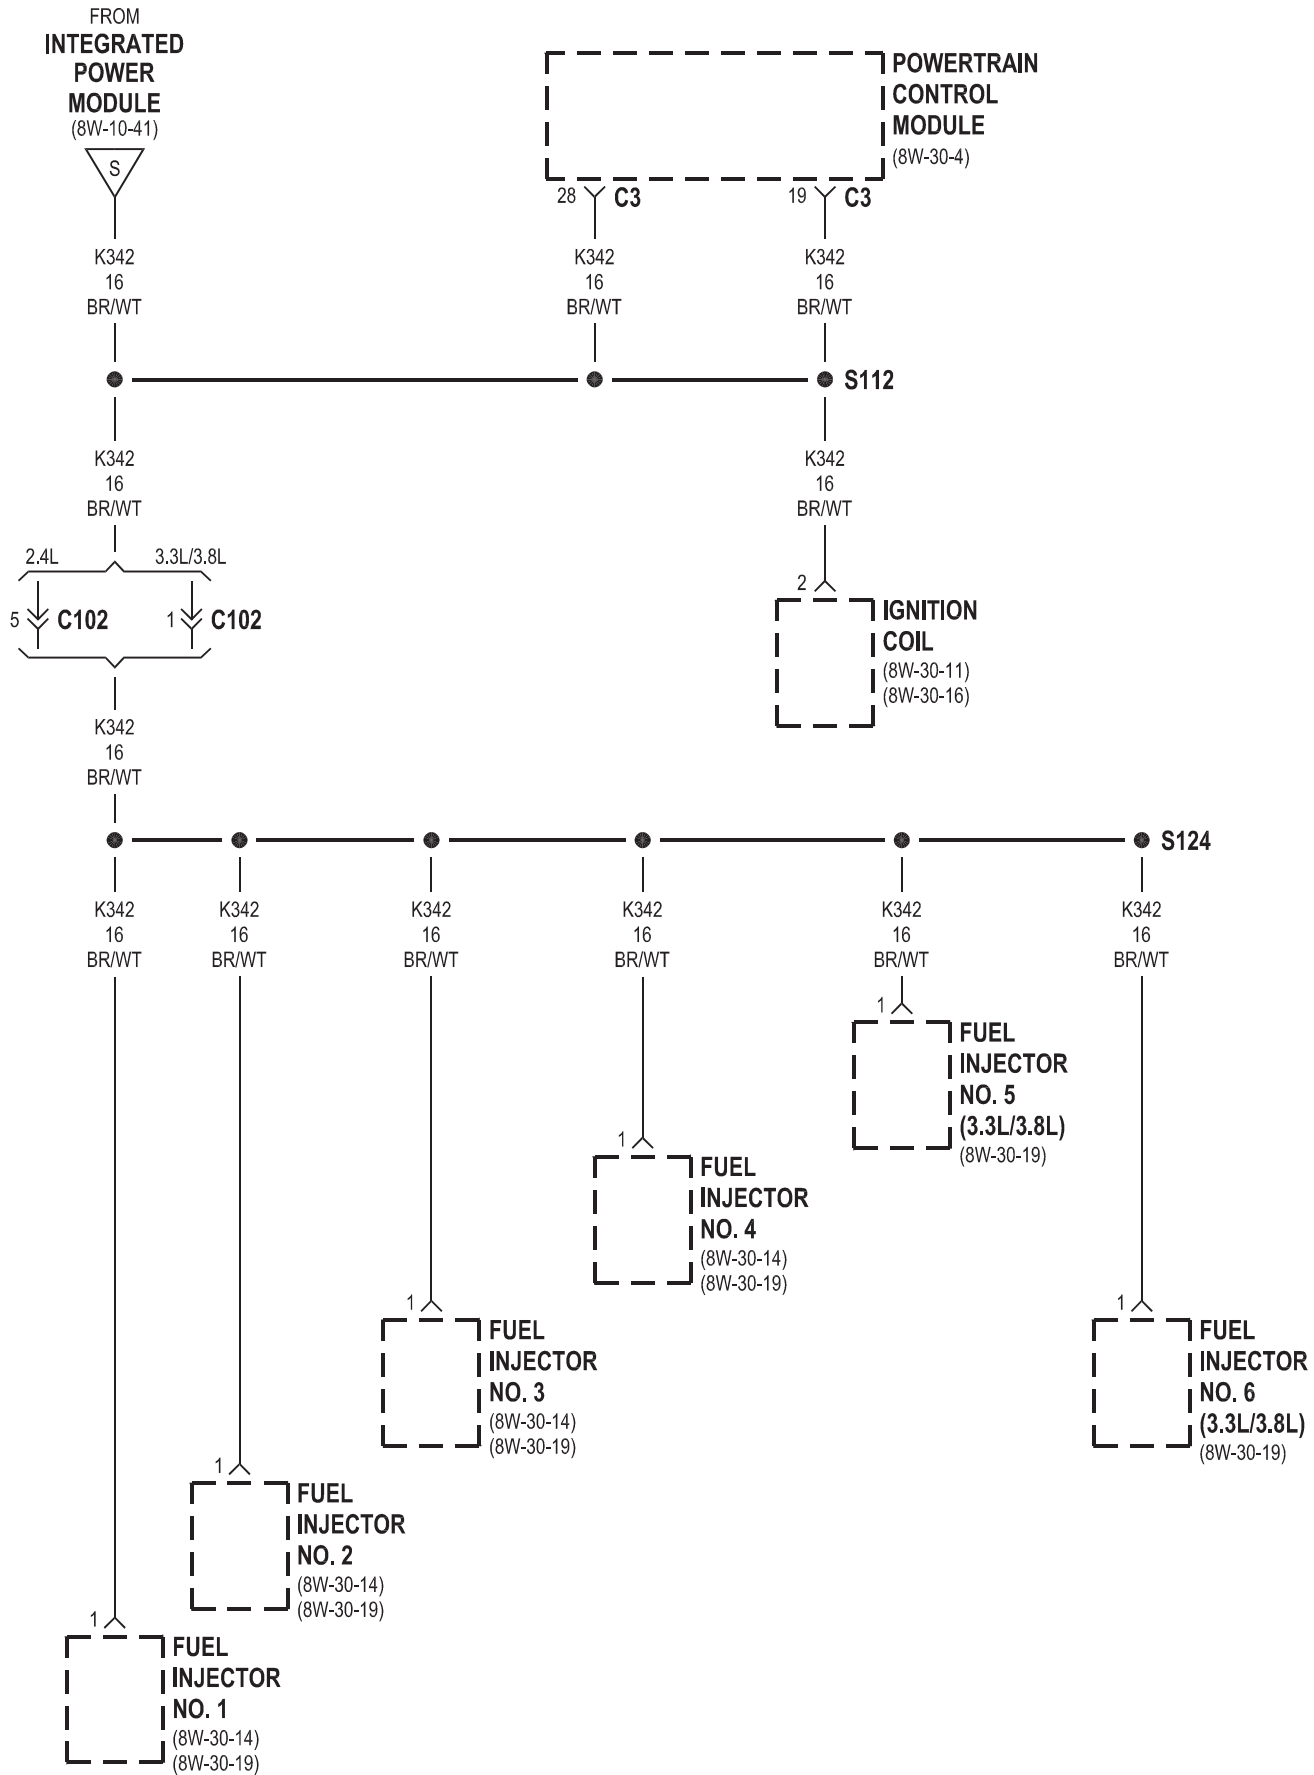 FROM
INTEGRATED
POWER
MODULE
(8W-10-41)
S
POWERTRAIN
CONTROL
MODULE
(8W-30-4)
28 C3
19 C3
K342
16
BR/WT
K342
16
BR/WT
K342
16
BR/WT
S112
K342
16
BR/WT
K342
16
BR/WT
2.4L
3.3L/3.8L
5 C102
1 C102
2
IGNITION
COIL
(8W-30-11)
(8W-30-16)
K342
16
BR/WT
S124
K342
16
BR/WT
K342
16
BR/WT
K342
16
BR/WT
K342
16
BR/WT
K342
16
BR/WT
K342
16
BR/WT
1
FUEL
INJECTOR
NO. 5
(3.3L/3.8L)
(8W-30-19)
1
FUEL
INJECTOR
NO. 4
(8W-30-14)
(8W-30-19)
1
FUEL
INJECTOR
NO. 3
(8W-30-14)
(8W-30-19)
1
FUEL
INJECTOR
NO. 6
(3.3L/3.8L)
(8W-30-19)
1
FUEL
INJECTOR
NO. 2
(8W-30-14)
(8W-30-19)
1
FUEL
INJECTOR
NO. 1
(8W-30-14)
(8W-30-19)